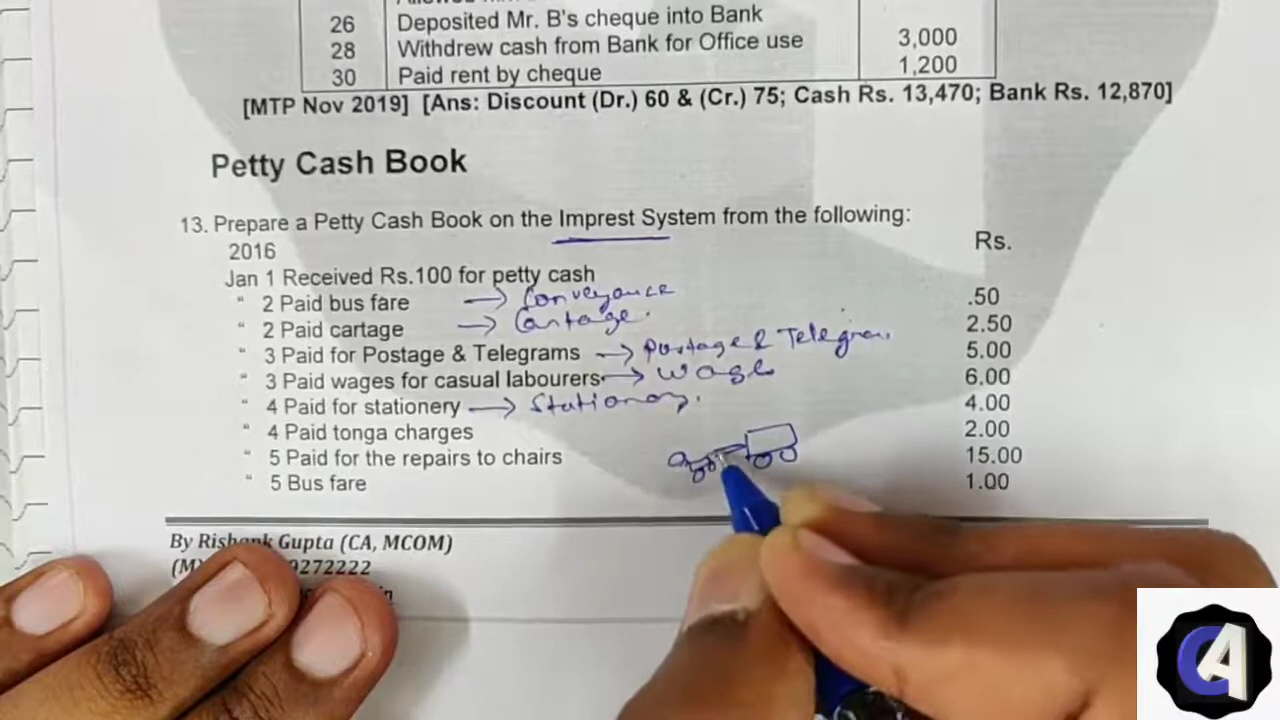 26 Deposited Mr. B's cheque into Bank
28 Withdrew cash from Bank for Office use 3,000
30 Paid rent by cheque 1,200
[MTP Nov 2019] [Ans: Discount (Dr.) 60 & (Cr.) 75; Cash Rs. 13,470; Bank Rs. 12,870]
Petty Cash Book
13. Prepare a Petty Cash Book on the Imprest System from the following:
2016 Rs.
Jan 1 Received Rs.100 for petty cash
" 2 Paid bus fare → Conveyance .50
" 2 Paid cartage → Cartage. 2.50
" 3 Paid for Postage & Telegrams → Postage & Telegram. 5.00
" 3 Paid wages for casual labourers → wage 6.00
" 4 Paid for stationery → Stationary. 4.00
" 4 Paid tonga charges 2.00
" 5 Paid for the repairs to chairs 15.00
" 5 Bus fare 1.00
By Rishank Gupta (CA, MCOM)
272222
CA